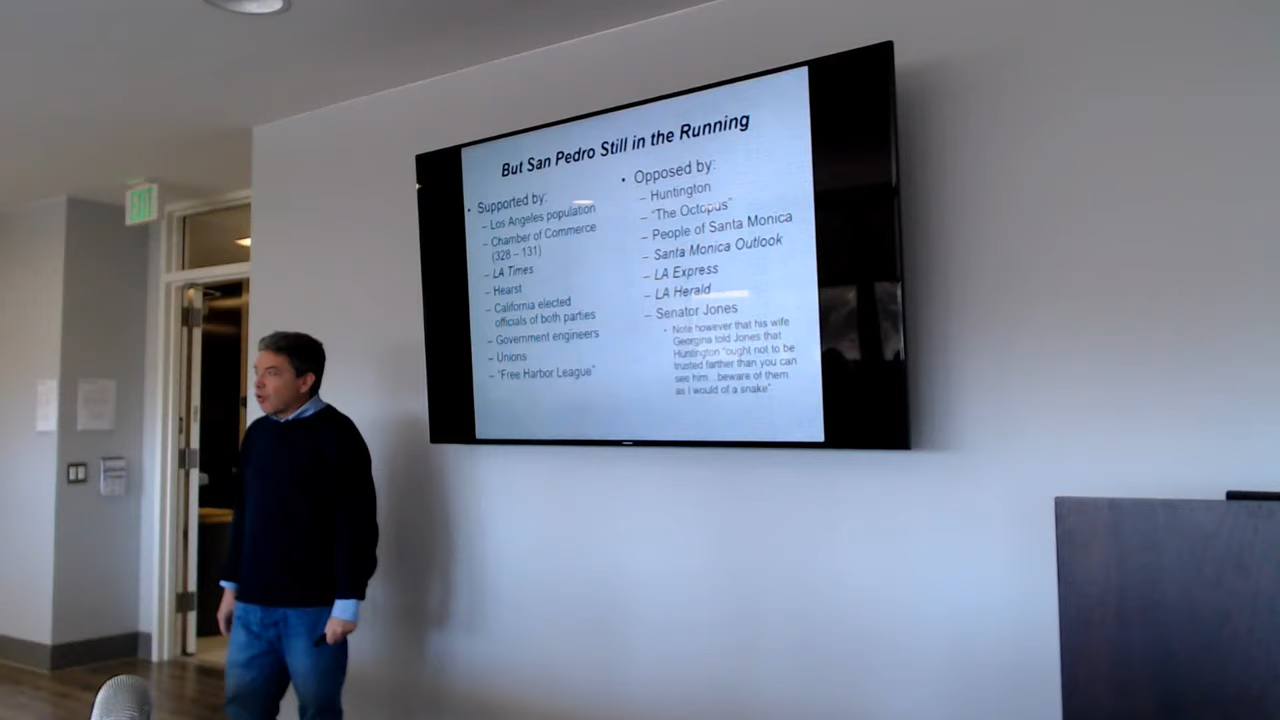 EXIT
But San Pedro Still in the Running
• Supported by:
– Los Angeles population
– Chamber of Commerce
(328 – 131)
– LA Times
– Hearst
– California elected
officials of both parties
– Government engineers
– Unions
– "Free Harbor League"
• Opposed by:
– Huntington
– "The Octopus"
– People of Santa Monica
– Santa Monica Outlook
– LA Express
– LA Herald
– Senator Jones
• Note however that his wife
Georgina told Jones that
Huntington "ought not to be
trusted farther than you can
see him...beware of them
as I would of a snake"